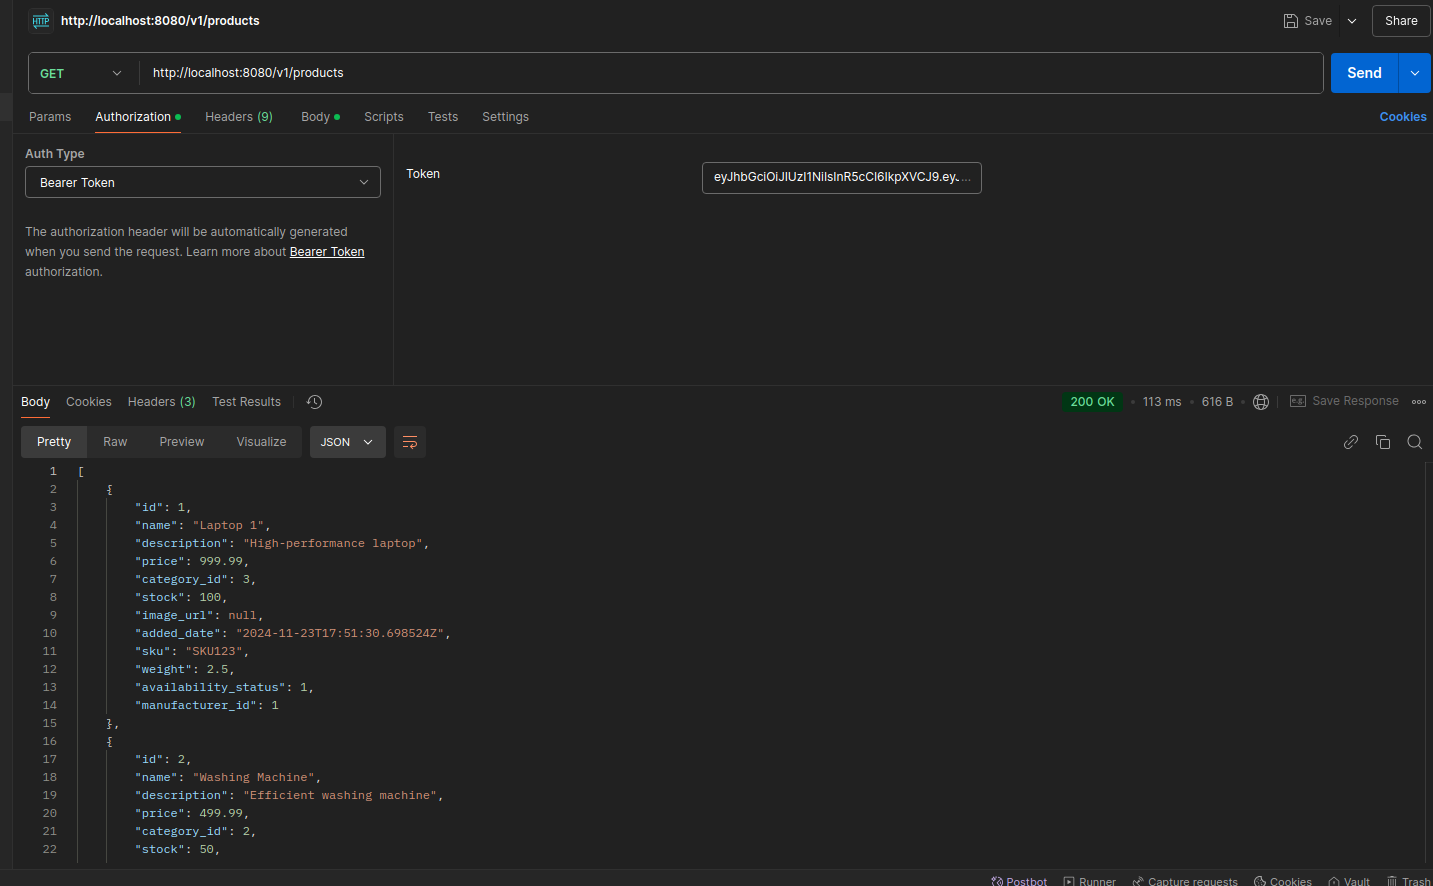 HTTP http://localhost:8080/v1/products Save Share
GET http://localhost:8080/v1/products Send
Params Authorization Headers (9) Body Scripts Tests Settings Cookies
Auth Type
Bearer Token
Token eyJhbGciOiJIUzI1NiIsInR5cCI6IkpXVCJ9.ey...
The authorization header will be automatically generated
when you send the request. Learn more about Bearer Token
authorization.
Body Cookies Headers (3) Test Results 200 OK 113 ms 616 B e.g. Save Response
Pretty Raw Preview Visualize JSON
1 [
2 {
3 "id": 1,
4 "name": "Laptop 1",
5 "description": "High-performance laptop",
6 "price": 999.99,
7 "category_id": 3,
8 "stock": 100,
9 "image_url": null,
10 "added_date": "2024-11-23T17:51:30.698524Z",
11 "sku": "SKU123",
12 "weight": 2.5,
13 "availability_status": 1,
14 "manufacturer_id": 1
15 },
16 {
17 "id": 2,
18 "name": "Washing Machine",
19 "description": "Efficient washing machine",
20 "price": 499.99,
21 "category_id": 2,
22 "stock": 50,
Postbot Runner Capture requests Cookies Vault Trash